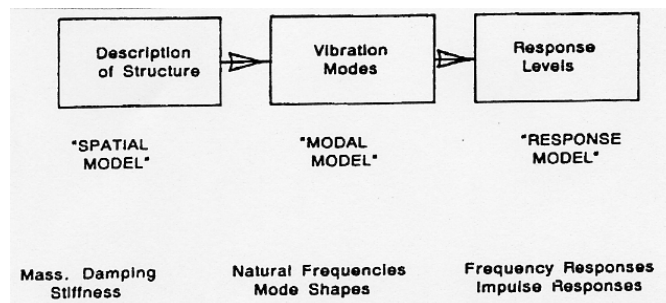 Description
of Structure
Vibration
Modes
Response
Levels
"SPATIAL
MODEL"
"MODAL
MODEL"
"RESPONSE
MODEL"
Mass. Damping
Stiffness
Natural Frequencies
Mode Shapes
Frequency Responses
Impulse Responses